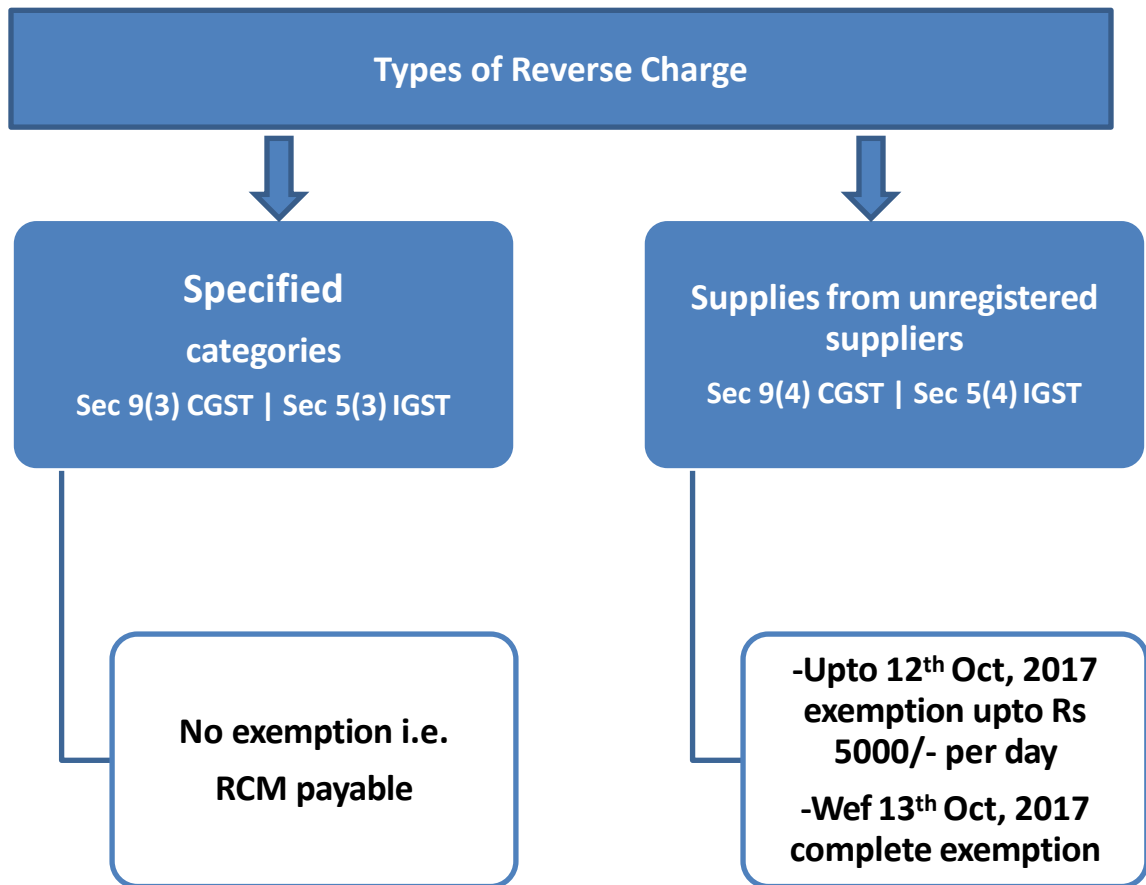 Types of Reverse Charge
Specified
categories
Sec 9(3) CGST | Sec 5(3) IGST
No exemption i.e.
RCM payable
Supplies from unregistered
suppliers
Sec 9(4) CGST | Sec 5(4) IGST
-Upto 12th Oct, 2017
exemption upto Rs
5000/- per day
-Wef 13th Oct, 2017
complete exemption